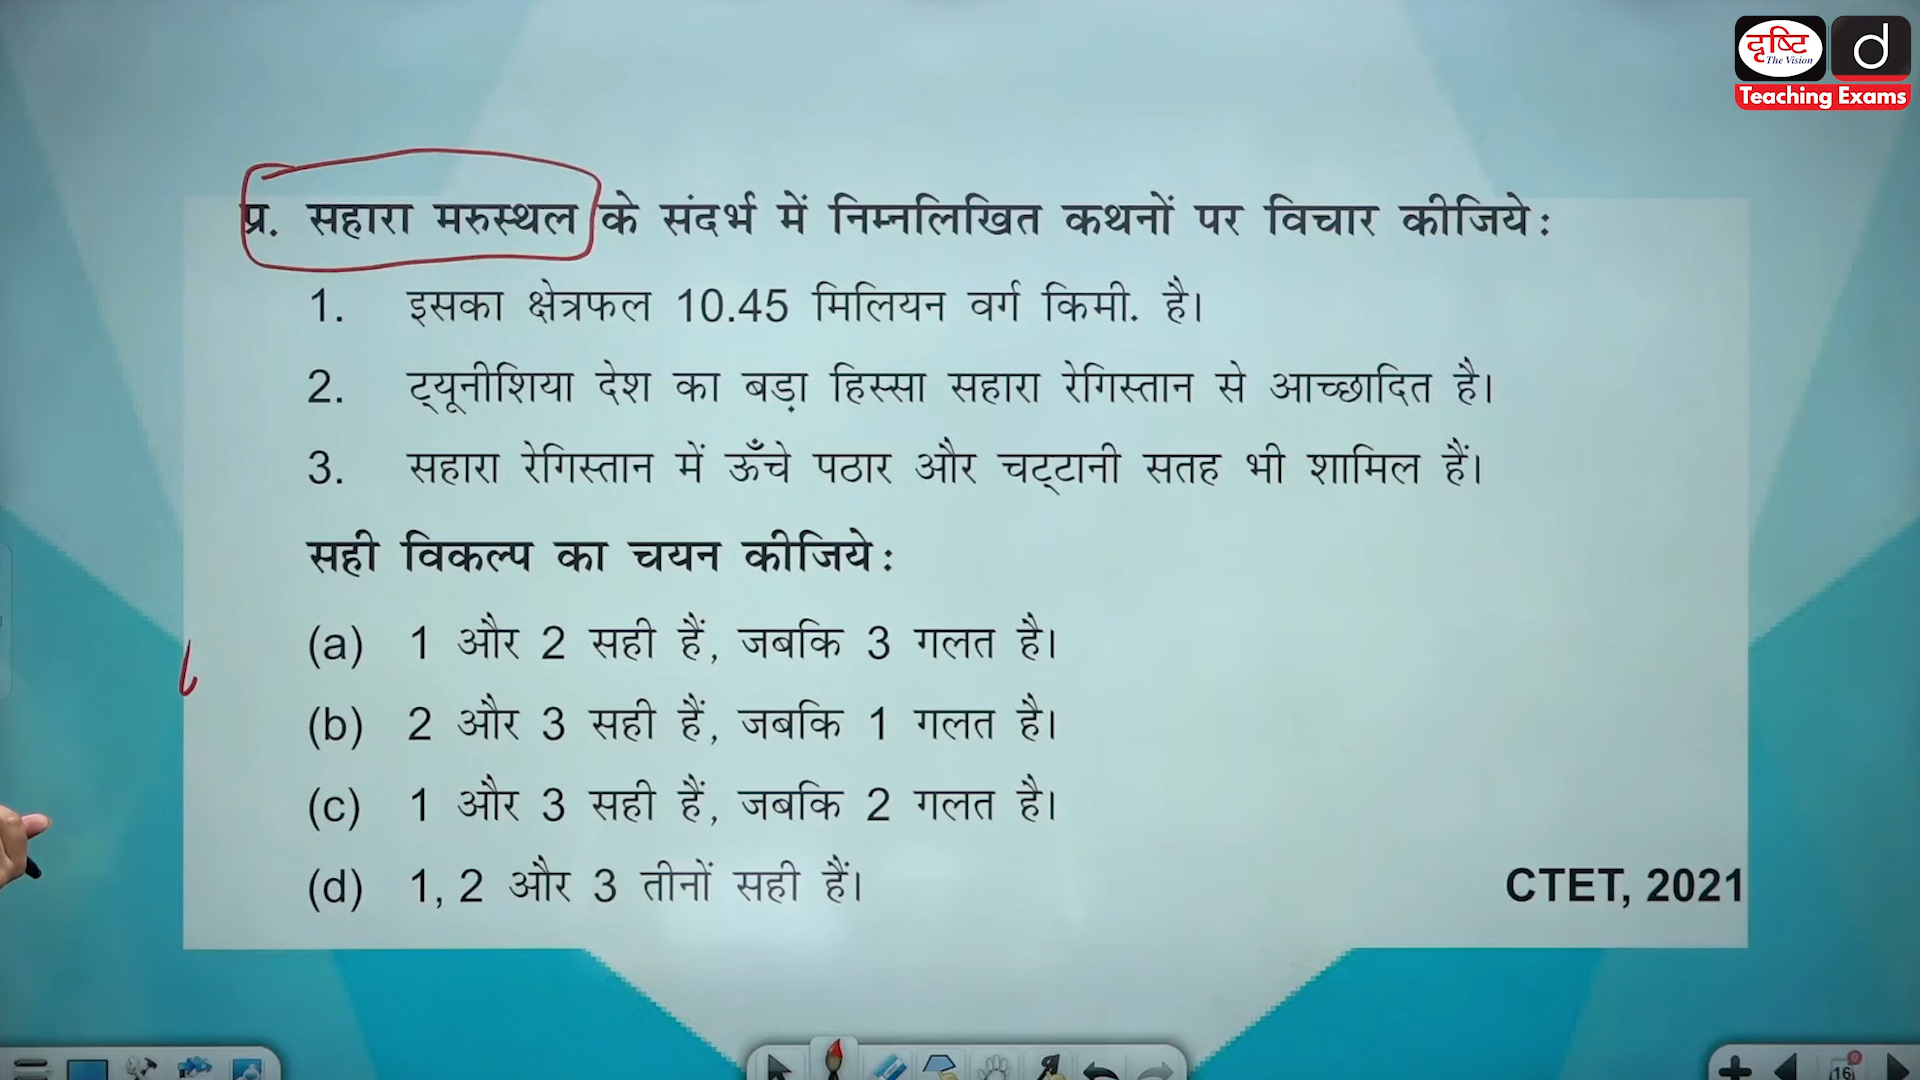 दृष्टि
The Vision
d
Teaching Exams
प्र. सहारा मरुस्थल के संदर्भ में निम्नलिखित कथनों पर विचार कीजिये:
1. इसका क्षेत्रफल 10.45 मिलियन वर्ग किमी. है।
2. ट्यूनीशिया देश का बड़ा हिस्सा सहारा रेगिस्तान से आच्छादित है।
3. सहारा रेगिस्तान में ऊँचे पठार और चट्टानी सतह भी शामिल हैं।
सही विकल्प का चयन कीजिये:
(a) 1 और 2 सही हैं, जबकि 3 गलत है।
(b) 2 और 3 सही हैं, जबकि 1 गलत है।
(c) 1 और 3 सही हैं, जबकि 2 गलत है।
(d) 1, 2 और 3 तीनों सही हैं।
CTET, 2021
16
0